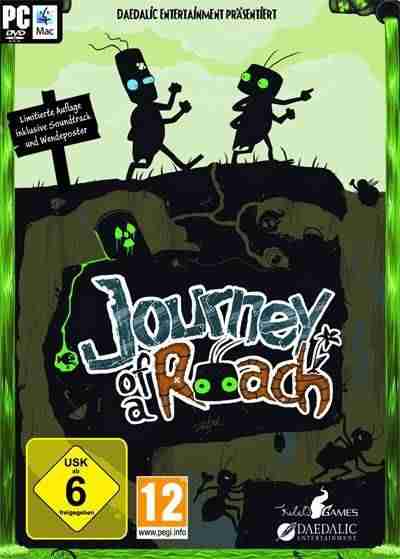 DAEDALIC ENTERTAINMENT PRÄSENTIERT
PC
DVD
Mac
Limitierte Auflage
inklusive Soundtrack
und Wendeposter
Journey
of
a Roach
USK
ab
6
freigegeben
12
www.pegi.info
GAMES
DAEDALIC
ENTERTAINMENT